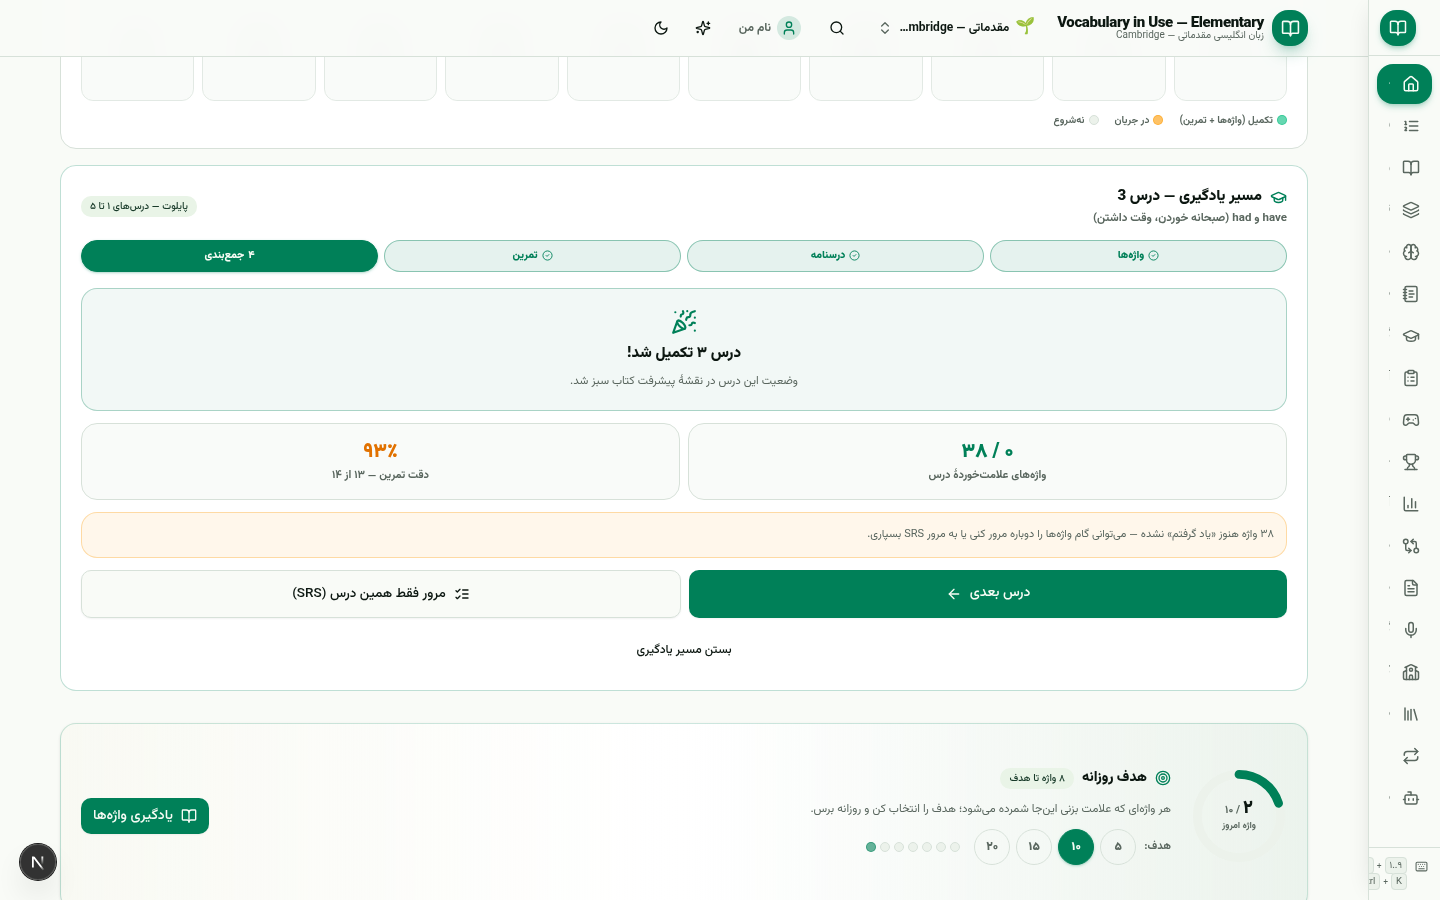 Vocabulary in Use — Elementary
زبان انگلیسی مقدماتی — Cambridge
مقدماتی — mbridge...
نام من
تکمیل (واژه‌ها + تمرین)
در جریان
نه‌شروع
مسیر یادگیری — درس 3
have و had (صبحانه خوردن، وقت داشتن)
پایلوت — درس‌های ۱ تا ۵
واژه‌ها
درسنامه
تمرین
۴ جمع‌بندی
درس ۳ تکمیل شد!
وضعیت این درس در نقشهٔ پیشرفت کتاب سبز شد.
۳۸ / ۰
واژه‌های علامت‌خوردهٔ درس
۹۳٪
دقت تمرین — ۱۳ از ۱۴
۳۸ واژه هنوز «یاد گرفتم» نشده — می‌توانی گام واژه‌ها را دوباره مرور کنی یا به مرور SRS بسپاری.
درس بعدی
مرور فقط همین درس (SRS)
بستن مسیر یادگیری
هدف روزانه
۸ واژه تا هدف
هر واژه‌ای که علامت بزنی این‌جا شمرده می‌شود؛ هدف را انتخاب کن و روزانه برس.
هدف:
۵
۱۰
۱۵
۲۰
۲ / ۱۰
واژه امروز
یادگیری واژه‌ها
N
+ ۱..۹
+ K